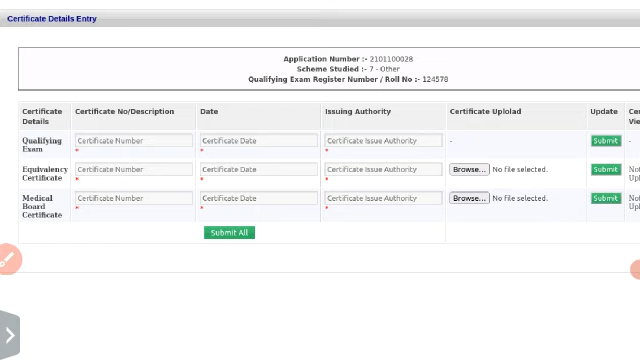 Certificate Details Entry
Application Number :- 2101100028
Scheme Studied :- 7 - Other
Qualifying Exam Register Number / Roll No :- 124578
Certificate Details | Certificate No/Description | Date | Issuing Authority | Certificate Uplolad | Update
Qualifying Exam | Certificate Number | Certificate Date | Certificate Issue Authority | - | Submit | -
* * *
Equivalency Certificate | Certificate Number | Certificate Date | Certificate Issue Authority | Browse... No file selected. | Submit
* * *
Medical Board Certificate | Certificate Number | Certificate Date | Certificate Issue Authority | Browse... No file selected. | Submit
* * *
Submit All